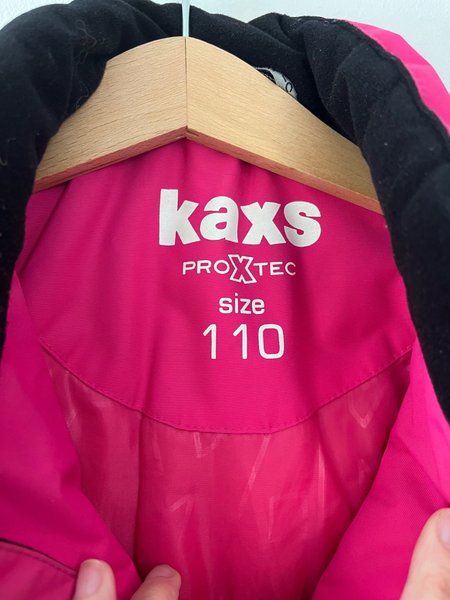 kaxs
PROXTEC
size
110